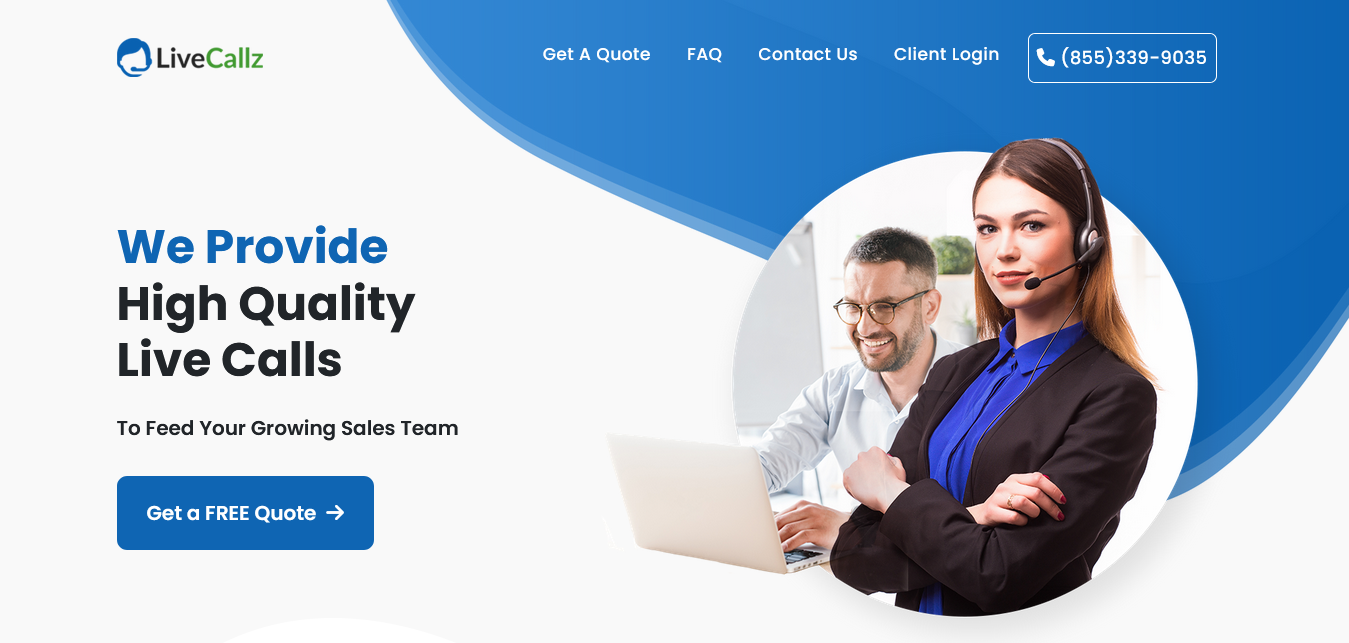 LiveCallz
Get A Quote
FAQ
Contact Us
Client Login
(855)339-9035
We Provide
High Quality
Live Calls
To Feed Your Growing Sales Team
Get a FREE Quote